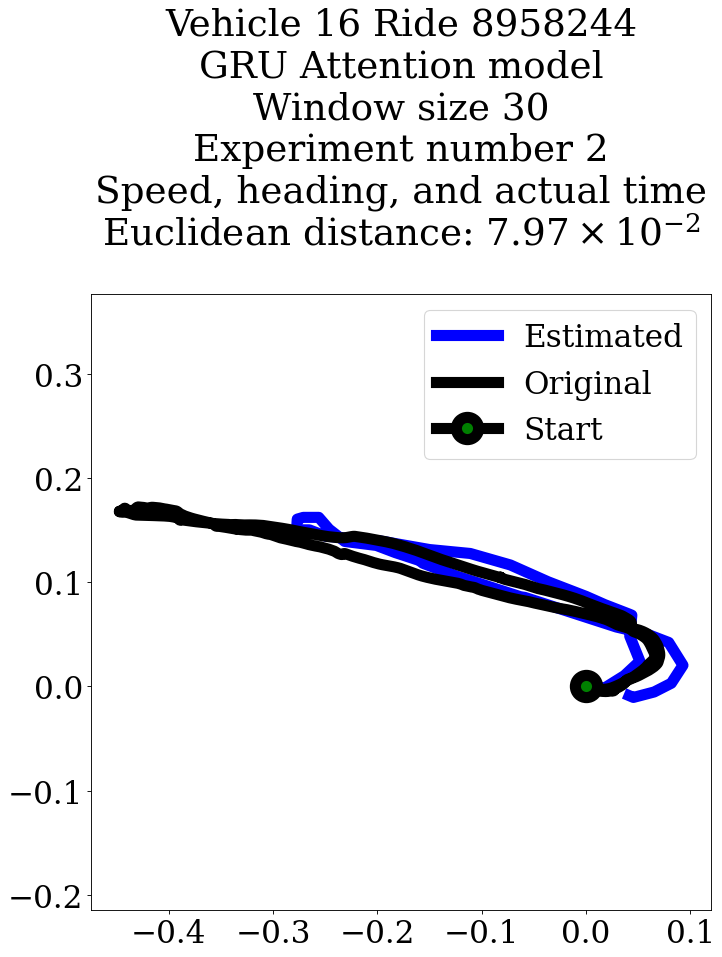 Vehicle 16 Ride 8958244
GRU Attention model
Window size 30
Experiment number 2
Speed, heading, and actual time
Euclidean distance: 7.97 × 10⁻²
Estimated
Original
Start
0.3
0.2
0.1
0.0
−0.1
−0.2
−0.4 −0.3 −0.2 −0.1 0.0 0.1